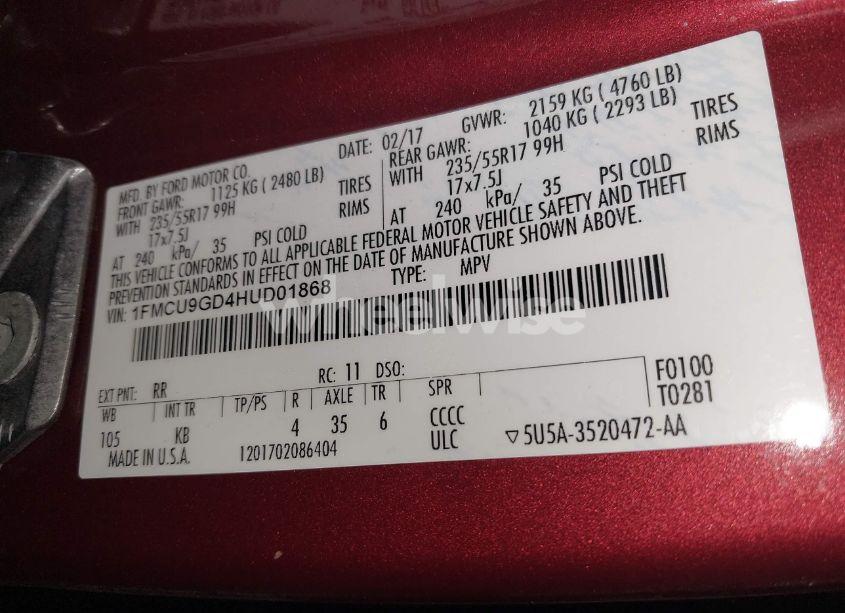 MFD. BY FORD MOTOR CO.
DATE: 02/17
GVWR: 2159 KG ( 4760 LB)
FRONT GAWR: 1125 KG ( 2480 LB)
REAR GAWR: 1040 KG ( 2293 LB)
WITH 235/55R17 99H TIRES
WITH 235/55R17 99H TIRES
17x7.5J RIMS
17x7.5J RIMS
AT 240 kPa/ 35 PSI COLD
AT 240 kPa/ 35 PSI COLD
THIS VEHICLE CONFORMS TO ALL APPLICABLE FEDERAL MOTOR VEHICLE SAFETY AND THEFT
PREVENTION STANDARDS IN EFFECT ON THE DATE OF MANUFACTURE SHOWN ABOVE.
VIN: 1FMCU9GD4HUD01868
TYPE: MPV
wheelwise
EXT PNT: RR RC: 11 DSO:
F0100
WB INT TR TP/PS R AXLE TR SPR
T0281
105 KB 4 35 6 CCCC
MADE IN U.S.A. 1201702086404 ULC
▽5U5A-3520472-AA